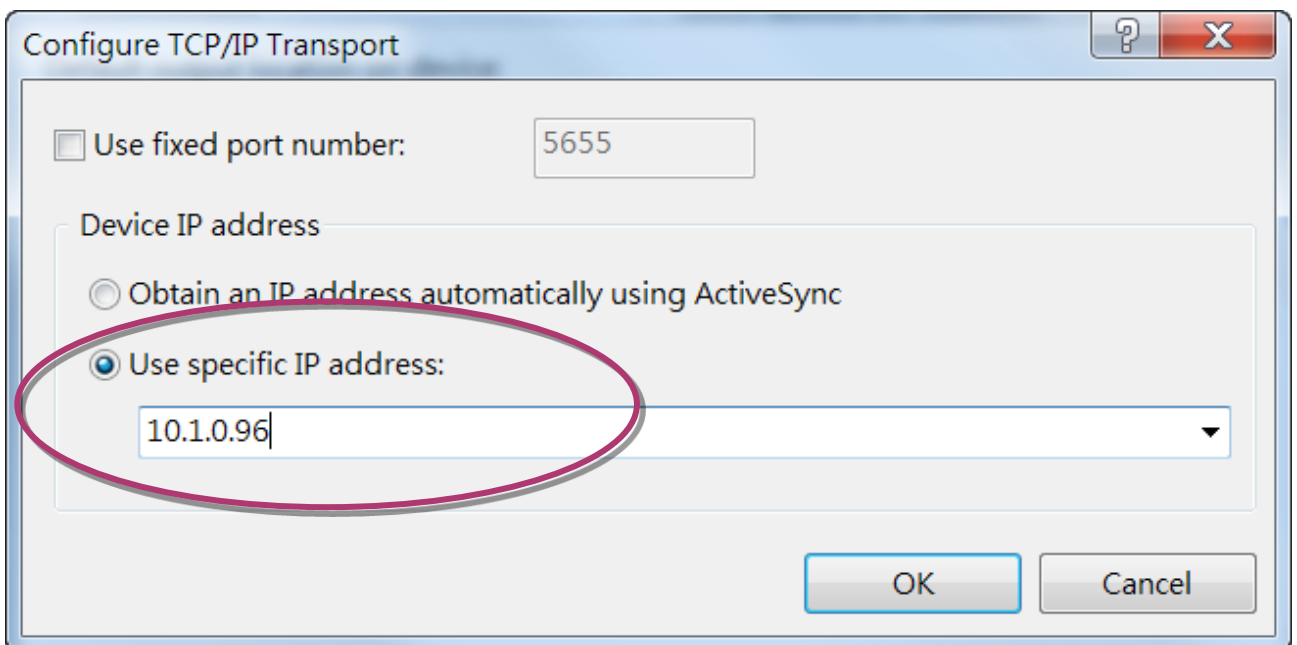 Configure TCP/IP Transport
Use fixed port number: 5655
Device IP address
Obtain an IP address automatically using ActiveSync
Use specific IP address:
10.1.0.96
OK Cancel